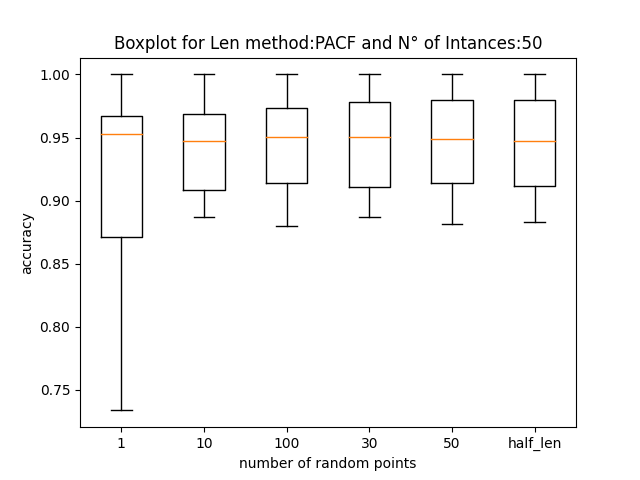 Boxplot for Len method:PACF and N° of Intances:50
accuracy
1.00
0.95
0.90
0.85
0.80
0.75
1 10 100 30 50 half_len
number of random points